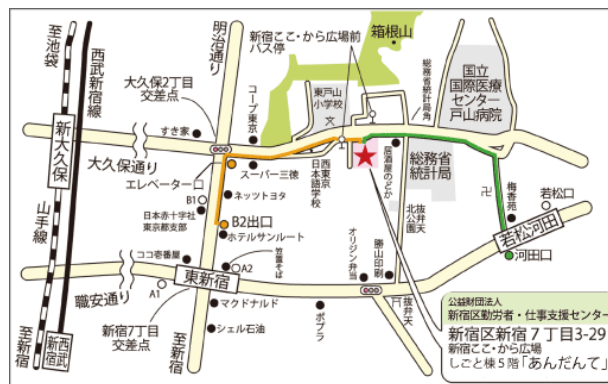 至池袋
西武新宿線
明治通り
新宿ここ・から広場前
バス停
箱根山
大久保2丁目
交差点
コープ東京
東戸山
小学校
文
総務省統計局角
国立
国際医療
センター
戸山病院
すき家
新大久保
大久保通り
エレベーター口
スーパー三徳
西東京
日本語学校
居酒屋のどか
総務省
統計局
卍
梅香苑
若松口
B1
ネッツトヨタ
日本赤十字社
東京都支部
B2出口
ホテルサンルート
北抜弁天
公園
若松河田
河田口
山手線
ココ壱番屋
笠置そば
A2
オリジン弁当
勝山印刷
東新宿
職安通り
A1
抜弁天
新宿7丁目
交差点
マクドナルド
シェル石油
ポプラ
至新宿
西武新宿
至新宿
公益財団法人
新宿区勤労者・仕事支援センター
新宿区新宿7丁目3-29
新宿ここ・から広場
しごと棟5階「あんだんて」